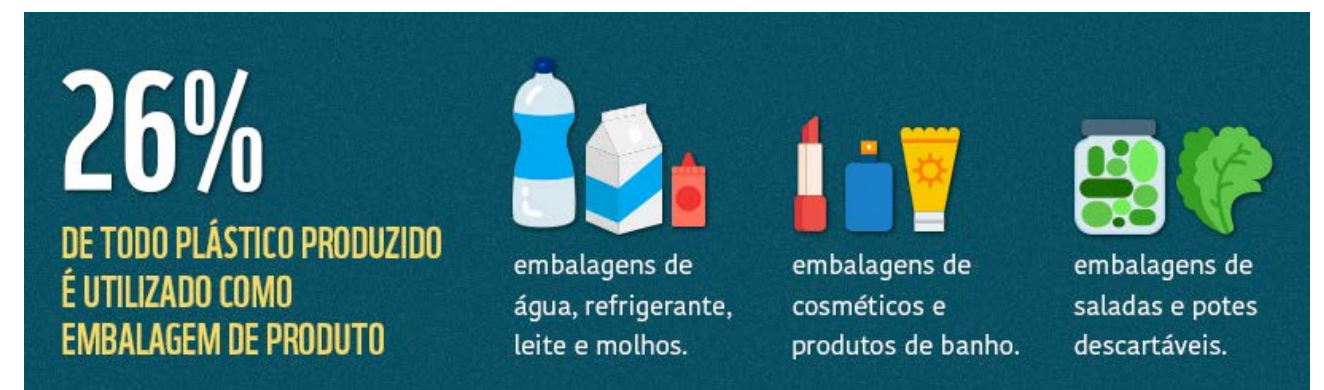 26%
DE TODO PLÁSTICO PRODUZIDO
É UTILIZADO COMO
EMBALAGEM DE PRODUTO
embalagens de
água, refrigerante,
leite e molhos.
embalagens de
cosméticos e
produtos de banho.
embalagens de
saladas e potes
descartáveis.